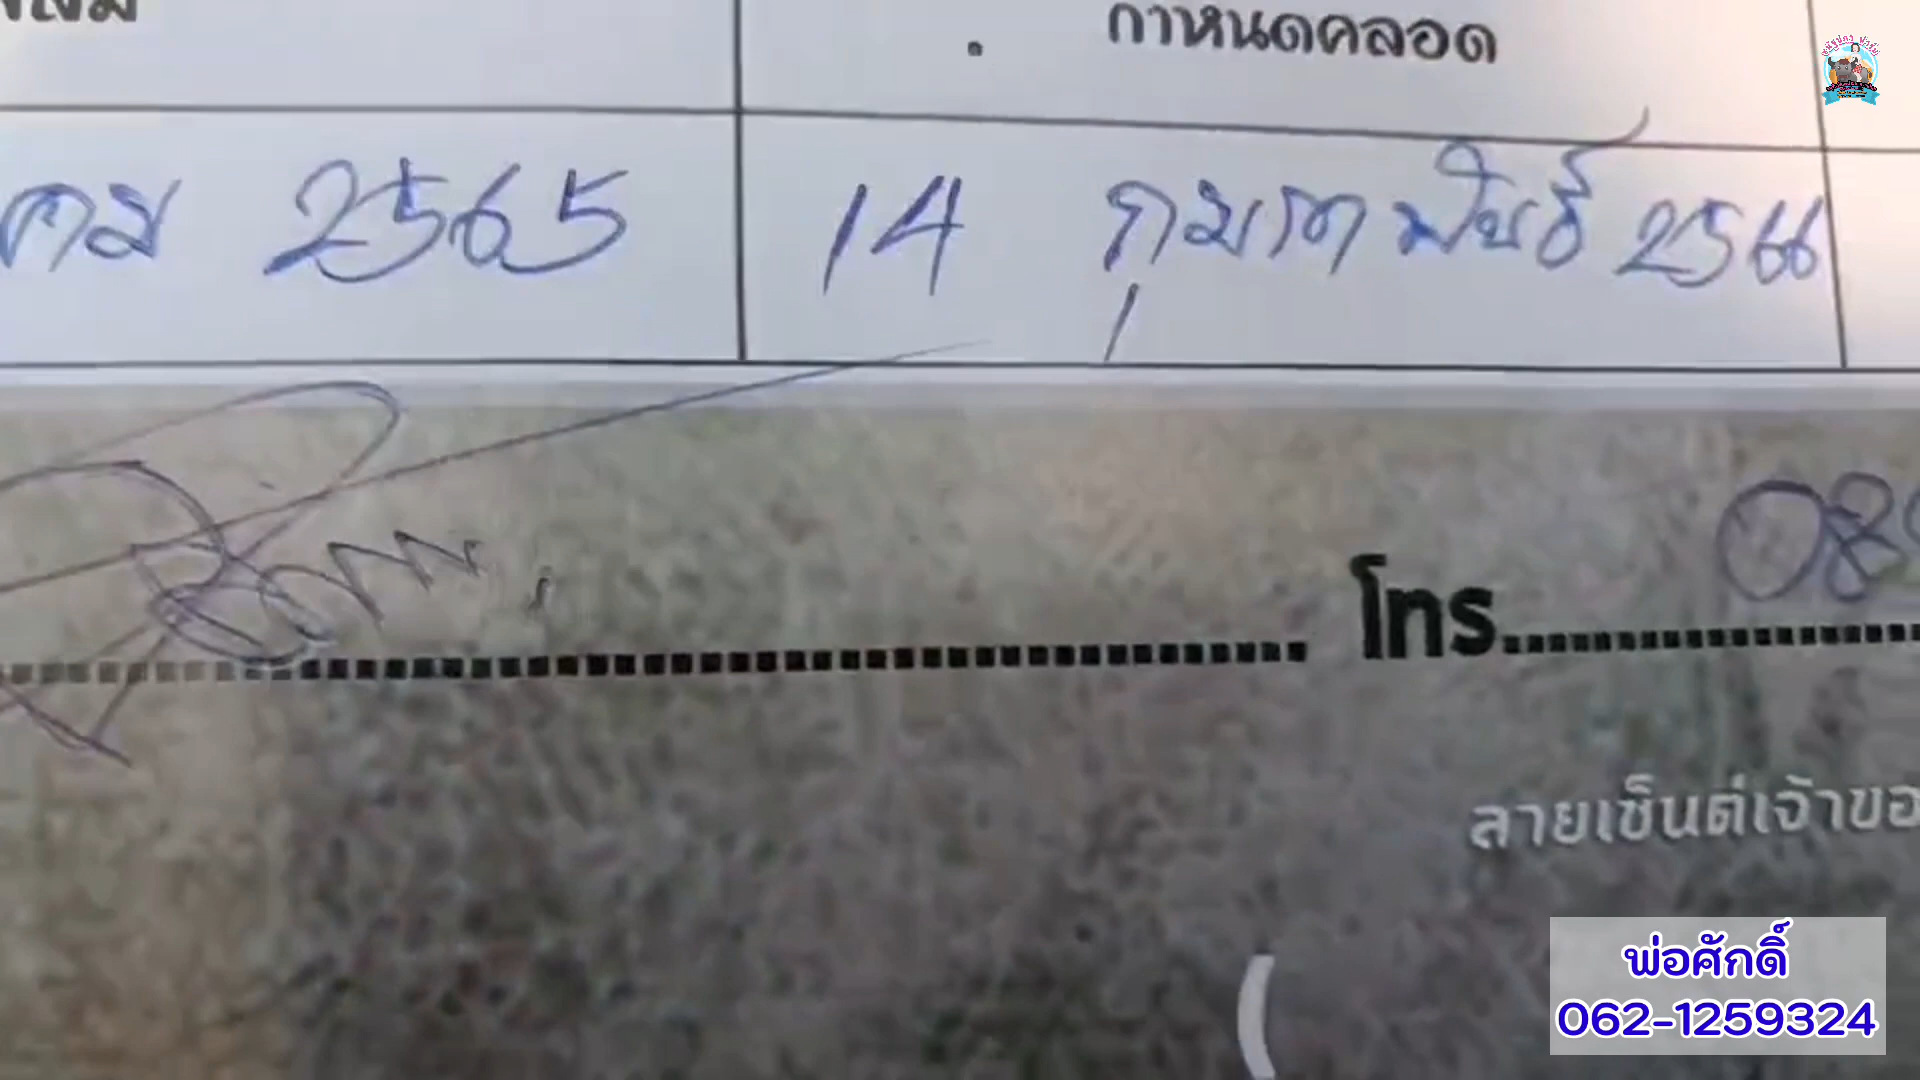 กำหนดคลอด
คม 2565 14 กุมภาพันธ์ 2566
โทร
08
ลายเซ็นต์เจ้าขอ
(
พ่อศักดิ์
062-1259324